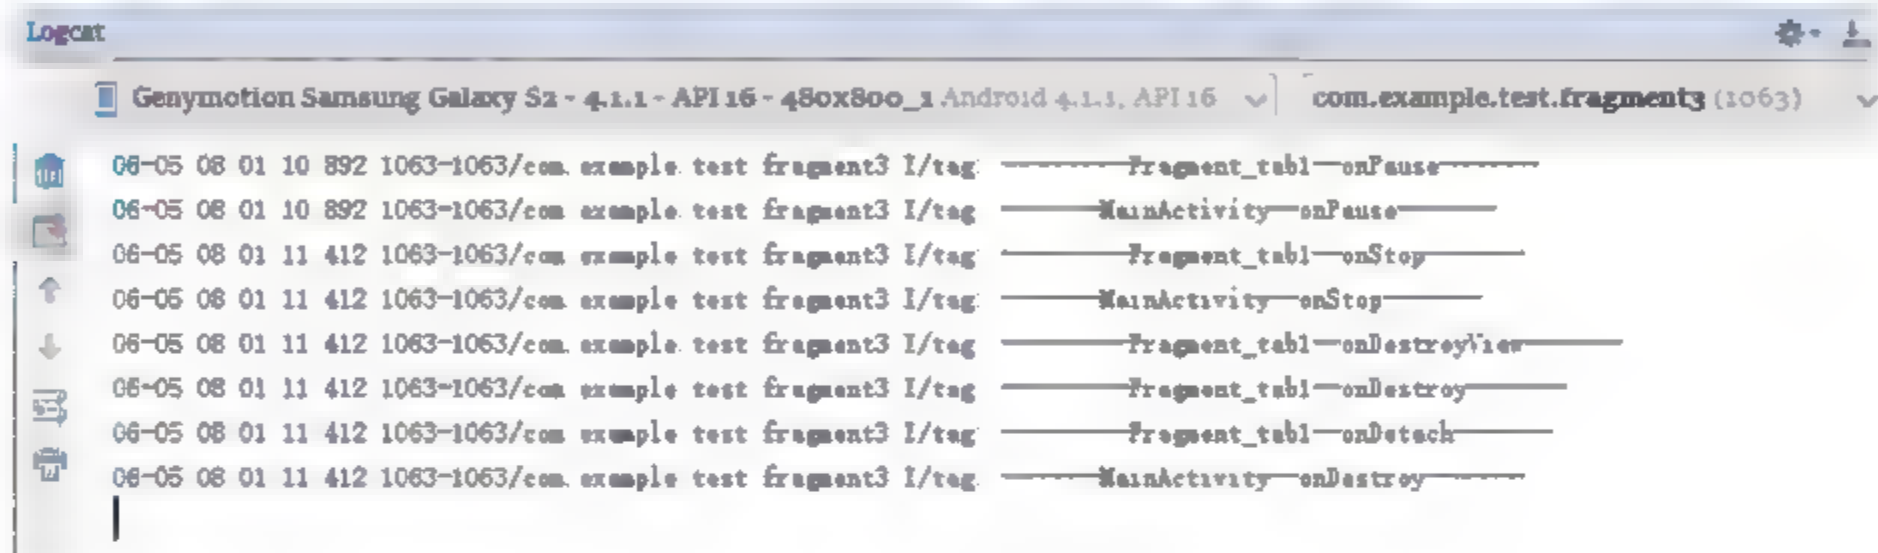 Logcat
Genymotion Samsung Galaxy S2 - 4.1.1 - API 16 - 480x800_1 Android 4.1.1, API 16 com.example.test.fragment3 (1063)
06-05 08 01 10 892 1063-1063/com.example.test fragment3 I/tag: --------Fragment_tab1--onPause-------
06-05 08 01 10 892 1063-1063/com.example.test fragment3 I/tag ------MainActivity--onPause-------
06-05 08 01 11 412 1063-1063/com example test fragment3 I/tag --------Fragment_tab1--onStop-------
06-05 08 01 11 412 1063-1063/com example test fragment3 I/tag: ------MainActivity--onStop-------
06-05 08 01 11 412 1063-1063/com.example.test fragment3 I/tag --------Fragment_tab1--onDestroyView-------
06-05 08 01 11 412 1063-1063/com.example test fragment3 I/tag: --------Fragment_tab1--onDestroy-------
06-05 08 01 11 412 1063-1063/com example test fragment3 I/tag: --------Fragment_tab1--onDetach-------
06-05 08 01 11 412 1063-1063/com.example test fragment3 I/tag: ------MainActivity--onDestroy-------